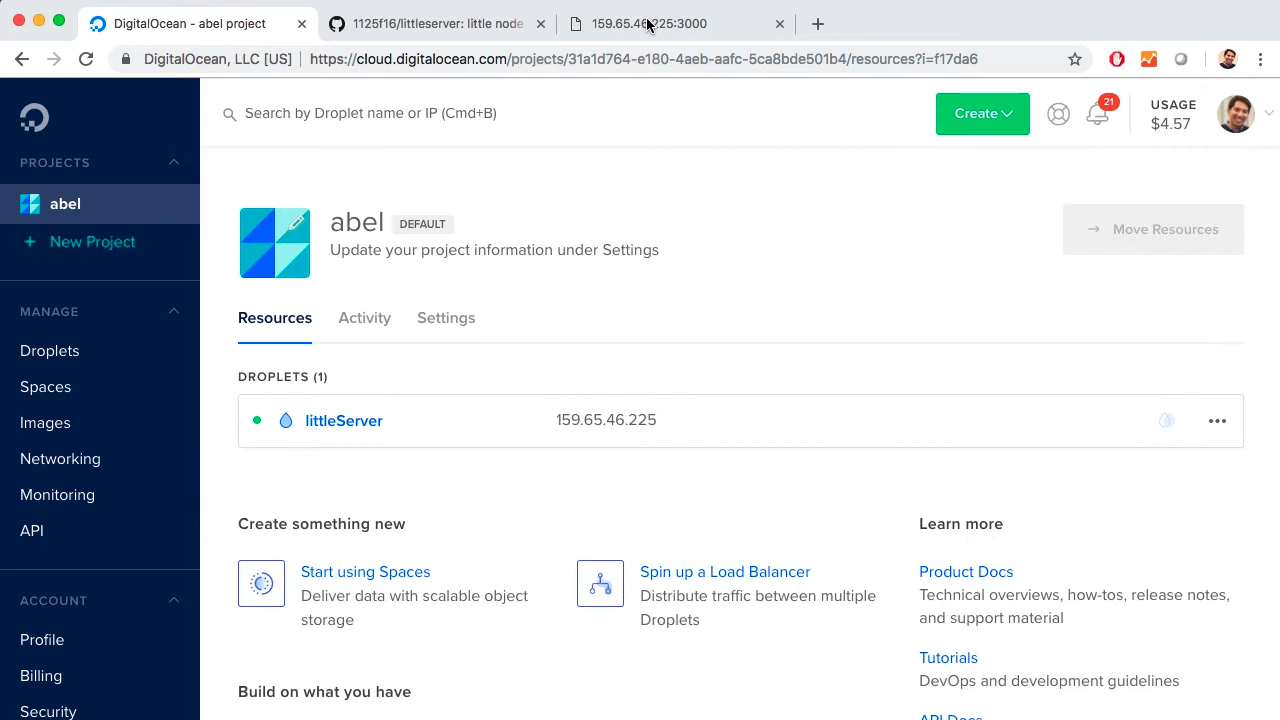 DigitalOcean - abel project
1125f16/littleserver: little node
159.65.46.225:3000
DigitalOcean, LLC [US]
https://cloud.digitalocean.com/projects/31a1d764-e180-4aeb-aafc-5ca8bde501b4/resources?i=f17da6
Search by Droplet name or IP (Cmd+B)
Create
21
USAGE
$4.57
PROJECTS
abel
+ New Project
MANAGE
Droplets
Spaces
Images
Networking
Monitoring
API
ACCOUNT
Profile
Billing
Security
abel DEFAULT
Update your project information under Settings
→ Move Resources
Resources Activity Settings
DROPLETS (1)
littleServer 159.65.46.225
Create something new
Start using Spaces
Deliver data with scalable object
storage
Spin up a Load Balancer
Distribute traffic between multiple
Droplets
Build on what you have
Learn more
Product Docs
Technical overviews, how-tos, release notes,
and support material
Tutorials
DevOps and development guidelines
API Docs